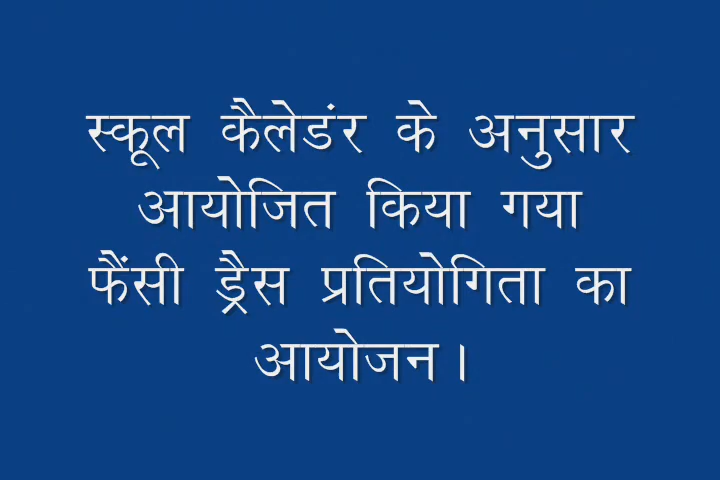 स्कूल कैलेडंर के अनुसार
आयोजित किया गया
फैंसी ड्रैस प्रतियोगिता का
आयोजन।